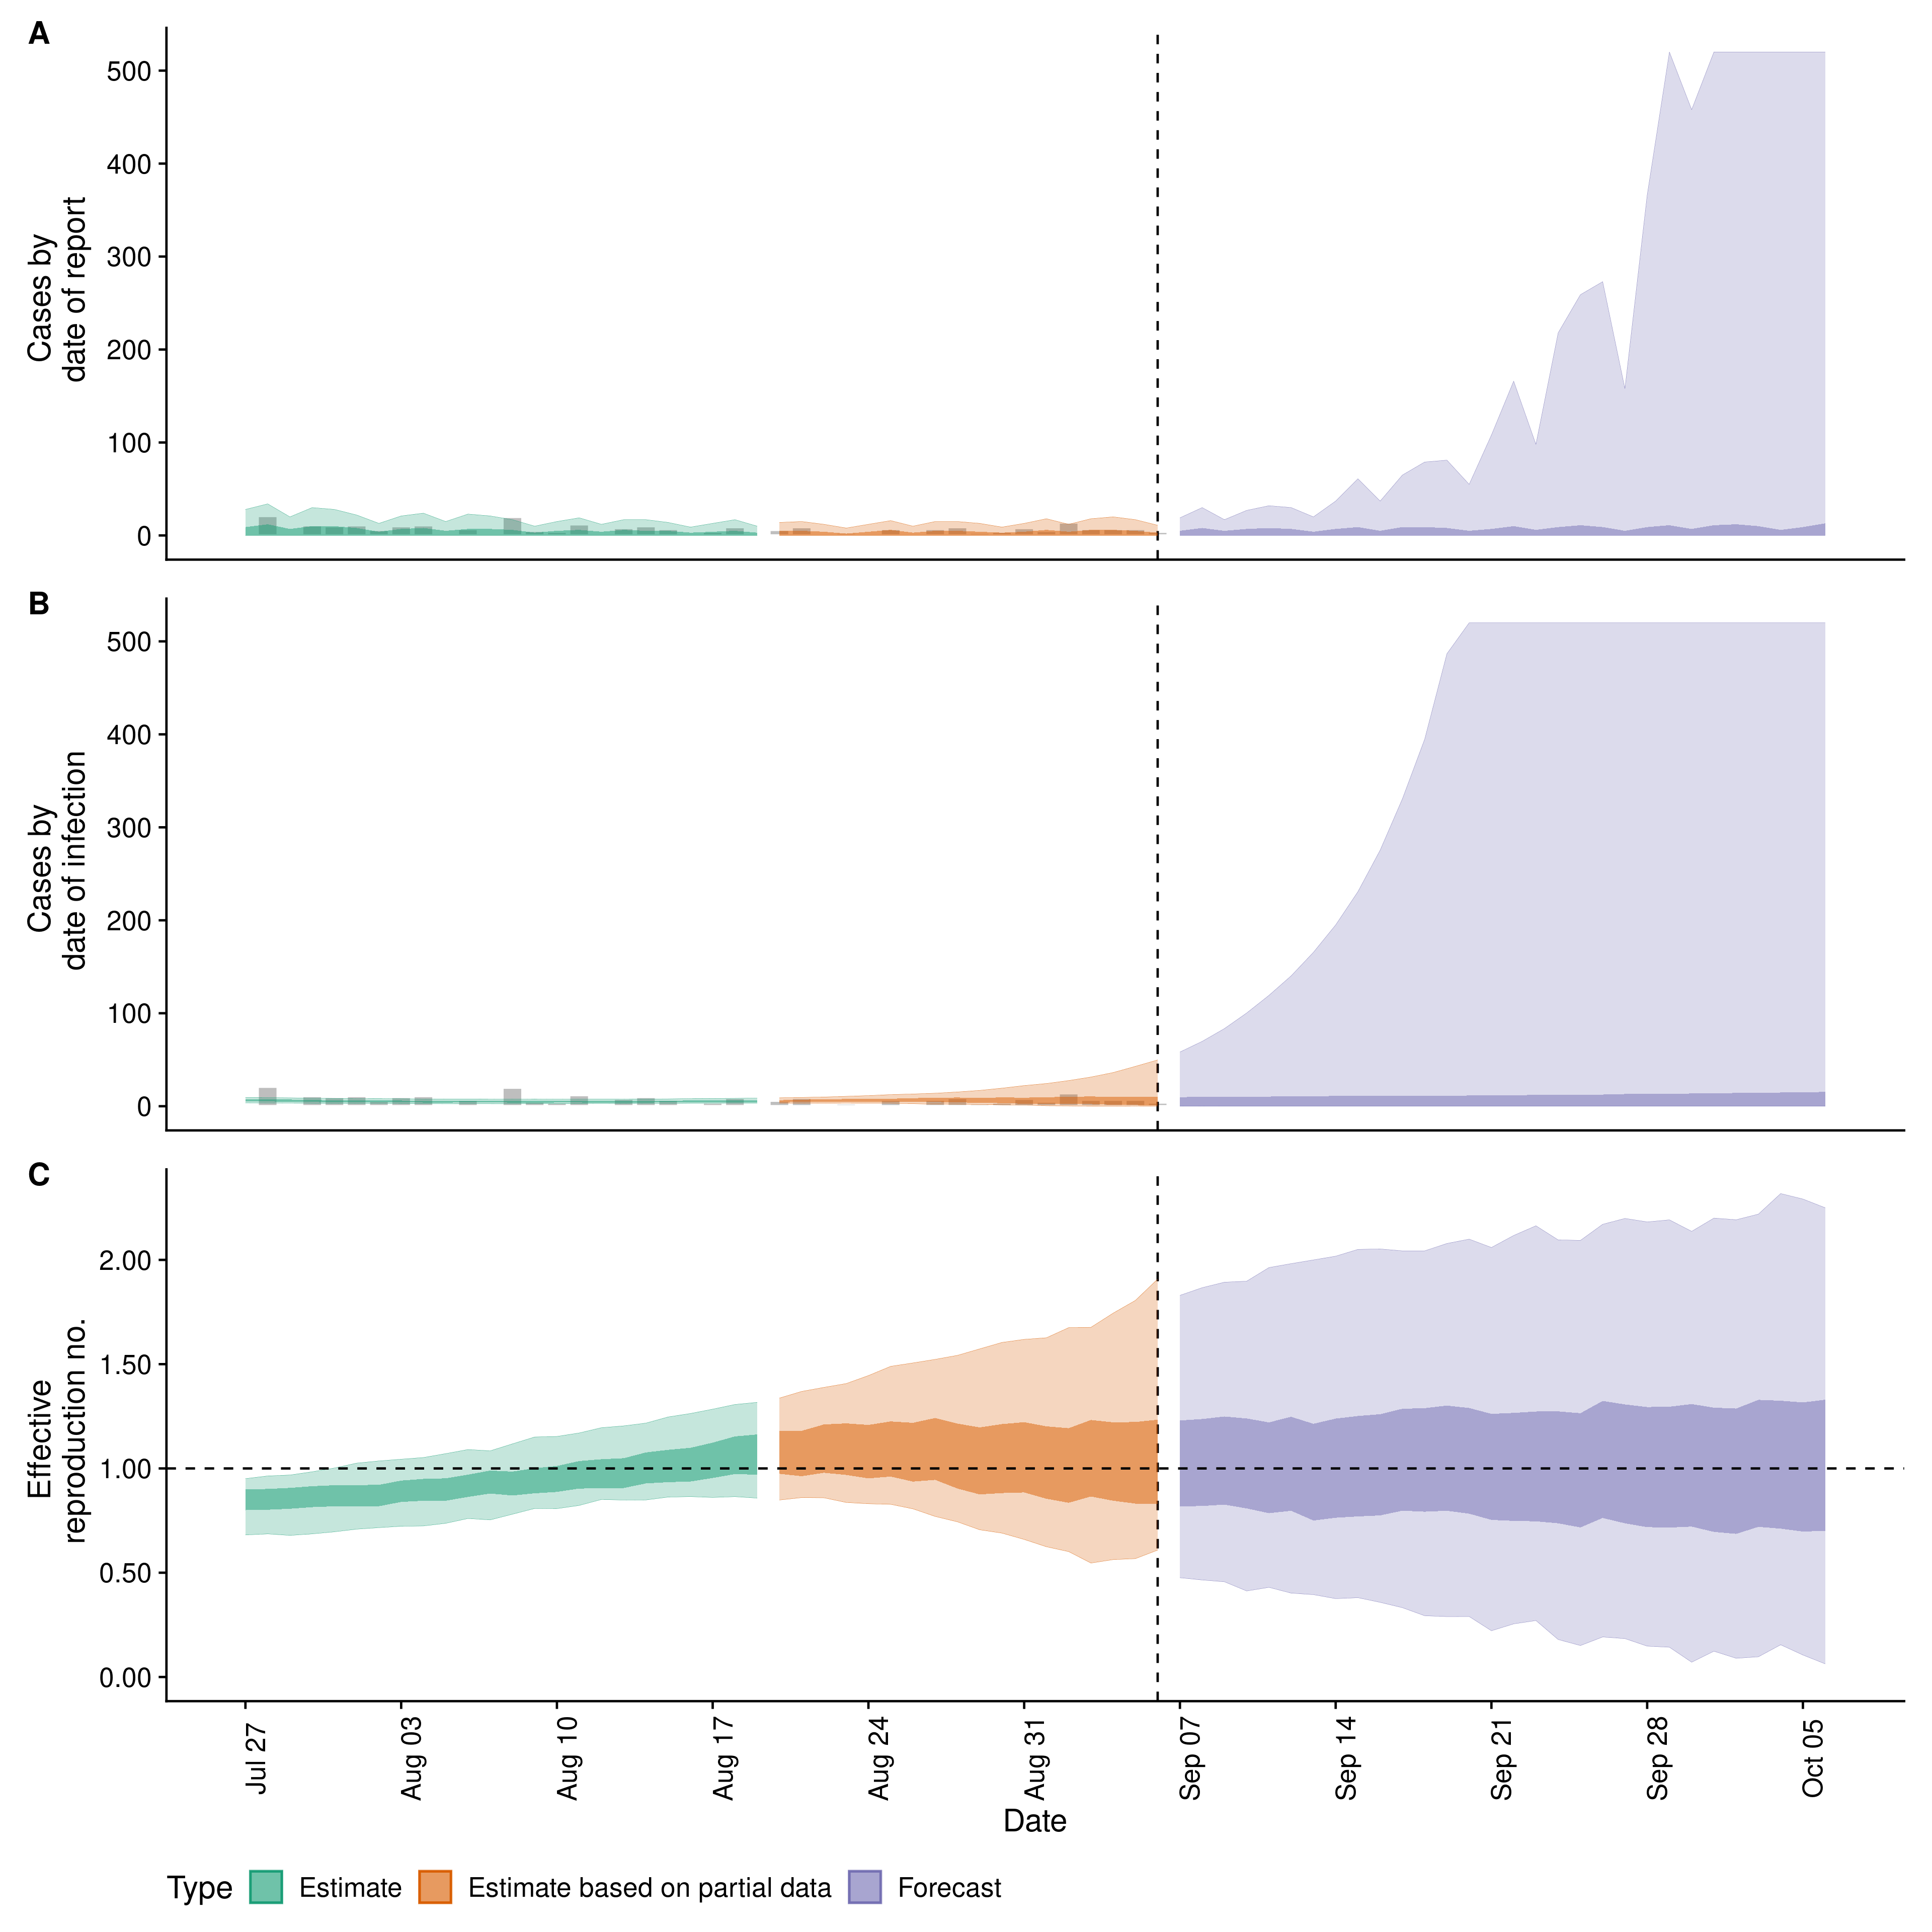 A
500
400
300
200
100
0
Cases by
date of report
B
500
400
300
200
100
0
Cases by
date of infection
C
2.00
1.50
1.00
0.50
0.00
Effective
reproduction no.
Jul 27
Aug 03
Aug 10
Aug 17
Aug 24
Aug 31
Sep 07
Sep 14
Sep 21
Sep 28
Oct 05
Date
Type Estimate Estimate based on partial data Forecast